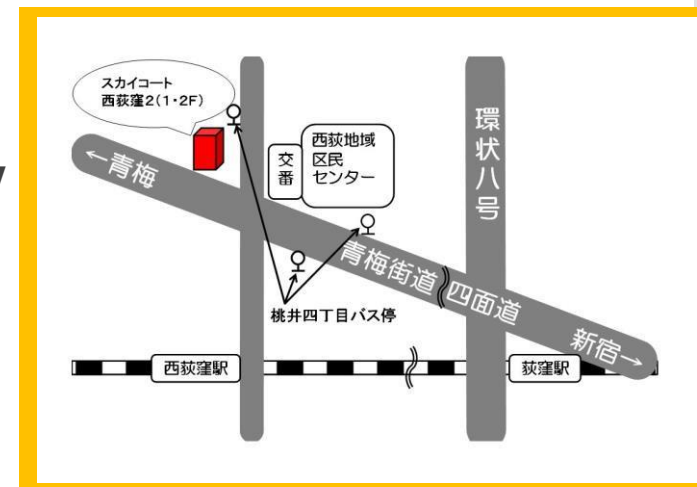 スカイコート
西荻窪2(1・2F)
←青梅
交番
西荻地域
区民
センター
環状八号
青梅街道
四面道
桃井四丁目バス停
新宿→
西荻窪駅
荻窪駅